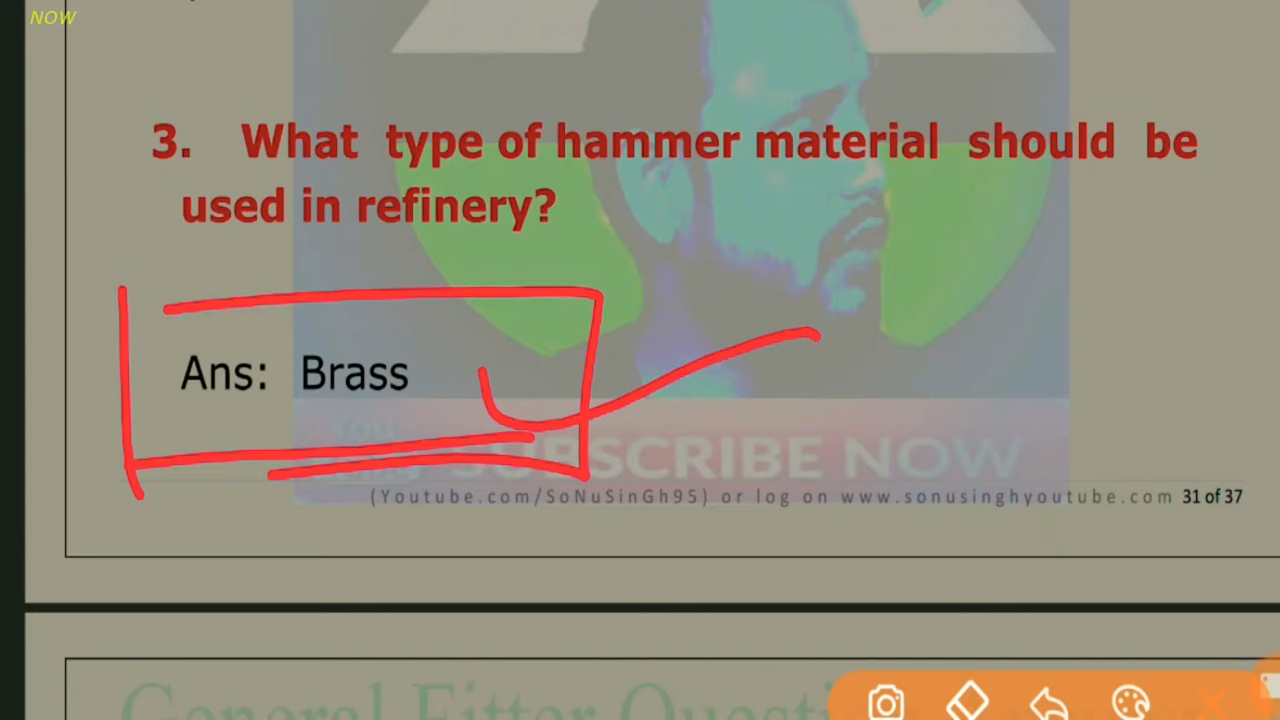 NOW
3. What type of hammer material should be
used in refinery?
Ans: Brass
SUBSCRIBE NOW
(Youtube.com/SoNuSinGh95) or log on www.sonusinghyoutube.com 31 of 37
General Fitter